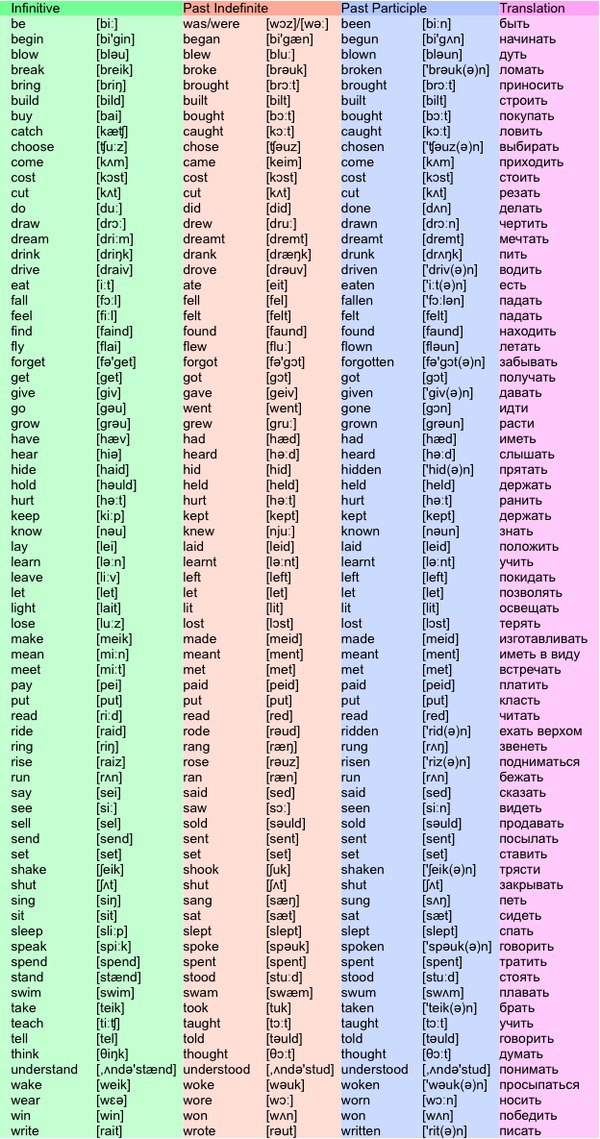 Infinitive Past Indefinite Past Participle Translation
be [bi:] was/were [wɔz]/[wə:] been [bi:n] быть
begin [bi'gin] began [bi'gæn] begun [bi'gʌn] начинать
blow [bləu] blew [blu:] blown [bləun] дуть
break [breik] broke [brəuk] broken ['brəuk(ə)n] ломать
bring [briŋ] brought [brɔ:t] brought [brɔ:t] приносить
build [bild] built [bilt] built [bilt] строить
buy [bai] bought [bɔ:t] bought [bɔ:t] покупать
catch [kæʧ] caught [kɔ:t] caught [kɔ:t] ловить
choose [ʧu:z] chose [ʧəuz] chosen ['ʧəuz(ə)n] выбирать
come [kʌm] came [keim] come [kʌm] приходить
cost [kɔst] cost [kɔst] cost [kɔst] стоить
cut [kʌt] cut [kʌt] cut [kʌt] резать
do [du:] did [did] done [dʌn] делать
draw [drɔ:] drew [dru:] drawn [drɔ:n] чертить
dream [dri:m] dreamt [dremt] dreamt [dremt] мечтать
drink [driŋk] drank [dræŋk] drunk [drʌŋk] пить
drive [draiv] drove [drəuv] driven ['driv(ə)n] водить
eat [i:t] ate [eit] eaten ['i:t(ə)n] есть
fall [fɔ:l] fell [fel] fallen ['fɔ:lən] падать
feel [fi:l] felt [felt] felt [felt] падать
find [faind] found [faund] found [faund] находить
fly [flai] flew [flu:] flown [fləun] летать
forget [fə'get] forgot [fə'gɔt] forgotten [fə'gɔt(ə)n] забывать
get [get] got [gɔt] got [gɔt] получать
give [giv] gave [geiv] given ['giv(ə)n] давать
go [gəu] went [went] gone [gɔn] идти
grow [grəu] grew [gru:] grown [grəun] расти
have [hæv] had [hæd] had [hæd] иметь
hear [hiə] heard [hə:d] heard [hə:d] слышать
hide [haid] hid [hid] hidden ['hid(ə)n] прятать
hold [həuld] held [held] held [held] держать
hurt [hə:t] hurt [hə:t] hurt [hə:t] ранить
keep [ki:p] kept [kept] kept [kept] держать
know [nəu] knew [nju:] known [nəun] знать
lay [lei] laid [leid] laid [leid] положить
learn [lə:n] learnt [lə:nt] learnt [lə:nt] учить
leave [li:v] left [left] left [left] покидать
let [let] let [let] let [let] позволять
light [lait] lit [lit] lit [lit] освещать
lose [lu:z] lost [lɔst] lost [lɔst] терять
make [meik] made [meid] made [meid] изготавливать
mean [mi:n] meant [ment] meant [ment] иметь в виду
meet [mi:t] met [met] met [met] встречать
pay [pei] paid [peid] paid [peid] платить
put [put] put [put] put [put] класть
read [ri:d] read [red] read [red] читать
ride [raid] rode [rəud] ridden ['rid(ə)n] ехать верхом
ring [riŋ] rang [ræŋ] rung [rʌŋ] звенеть
rise [raiz] rose [rəuz] risen ['riz(ə)n] подниматься
run [rʌn] ran [ræn] run [rʌn] бежать
say [sei] said [sed] said [sed] сказать
see [si:] saw [sɔ:] seen [si:n] видеть
sell [sel] sold [səuld] sold [səuld] продавать
send [send] sent [sent] sent [sent] посылать
set [set] set [set] set [set] ставить
shake [ʃeik] shook [ʃuk] shaken ['ʃeik(ə)n] трясти
shut [ʃʌt] shut [ʃʌt] shut [ʃʌt] закрывать
sing [siŋ] sang [sæŋ] sung [sʌŋ] петь
sit [sit] sat [sæt] sat [sæt] сидеть
sleep [sli:p] slept [slept] slept [slept] спать
speak [spi:k] spoke [spəuk] spoken ['spəuk(ə)n] говорить
spend [spend] spent [spent] spent [spent] тратить
stand [stænd] stood [stu:d] stood [stu:d] стоять
swim [swim] swam [swæm] swum [swʌm] плавать
take [teik] took [tuk] taken ['teik(ə)n] брать
teach [ti:ʧ] taught [tɔ:t] taught [tɔ:t] учить
tell [tel] told [təuld] told [təuld] говорить
think [θiŋk] thought [θɔ:t] thought [θɔ:t] думать
understand [,ʌndə'stænd] understood [,ʌndə'stud] understood [,ʌndə'stud] понимать
wake [weik] woke [wəuk] woken ['wəuk(ə)n] просыпаться
wear [wɛə] wore [wɔ:] worn [wɔ:n] носить
win [win] won [wʌn] won [wʌn] победить
write [rait] wrote [rəut] written ['rit(ə)n] писать